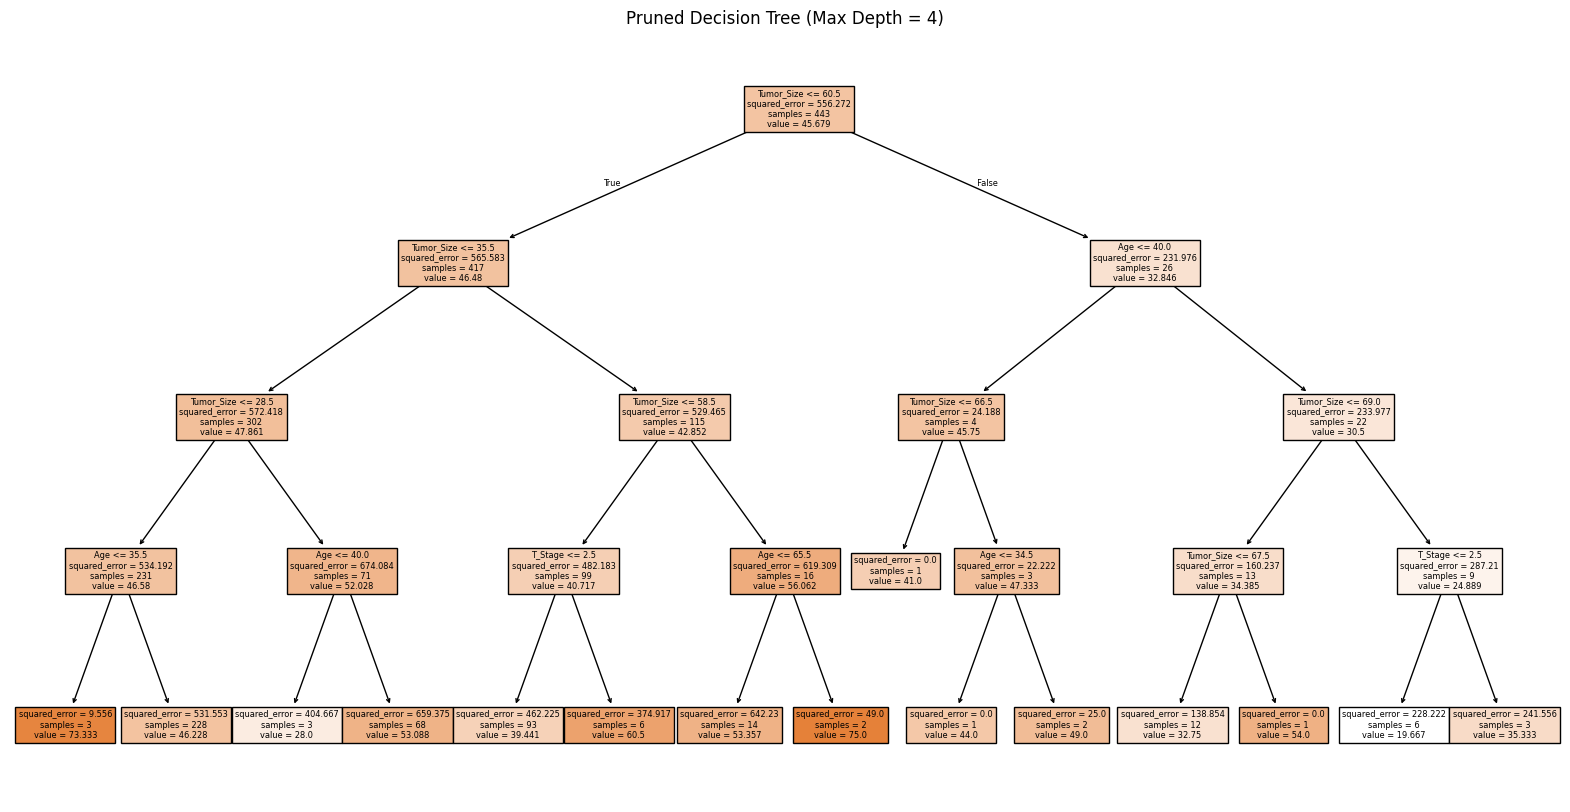 Pruned Decision Tree (Max Depth = 4)
Tumor_Size <= 60.5
squared_error = 556.272
samples = 443
value = 45.679
True
False
Tumor_Size <= 35.5
squared_error = 565.583
samples = 417
value = 46.48
Age <= 40.0
squared_error = 231.976
samples = 26
value = 32.846
Tumor_Size <= 28.5
squared_error = 572.418
samples = 302
value = 47.861
Tumor_Size <= 58.5
squared_error = 529.465
samples = 115
value = 42.852
Tumor_Size <= 66.5
squared_error = 24.188
samples = 4
value = 45.75
Tumor_Size <= 69.0
squared_error = 233.977
samples = 22
value = 30.5
Age <= 35.5
squared_error = 534.192
samples = 231
value = 46.58
Age <= 40.0
squared_error = 674.084
samples = 71
value = 52.028
T_Stage <= 2.5
squared_error = 482.183
samples = 99
value = 40.717
Age <= 65.5
squared_error = 619.309
samples = 16
value = 56.062
squared_error = 0.0
samples = 1
value = 41.0
Age <= 34.5
squared_error = 22.222
samples = 3
value = 47.333
Tumor_Size <= 67.5
squared_error = 160.237
samples = 13
value = 34.385
T_Stage <= 2.5
squared_error = 287.21
samples = 9
value = 24.889
squared_error = 9.556
samples = 3
value = 73.333
squared_error = 531.553
samples = 228
value = 46.228
squared_error = 404.667
samples = 3
value = 28.0
squared_error = 659.375
samples = 68
value = 53.088
squared_error = 462.225
samples = 93
value = 39.441
squared_error = 374.917
samples = 6
value = 60.5
squared_error = 642.23
samples = 14
value = 53.357
squared_error = 49.0
samples = 2
value = 75.0
squared_error = 0.0
samples = 1
value = 44.0
squared_error = 25.0
samples = 2
value = 49.0
squared_error = 138.854
samples = 12
value = 32.75
squared_error = 0.0
samples = 1
value = 54.0
squared_error = 228.222
samples = 6
value = 19.667
squared_error = 241.556
samples = 3
value = 35.333